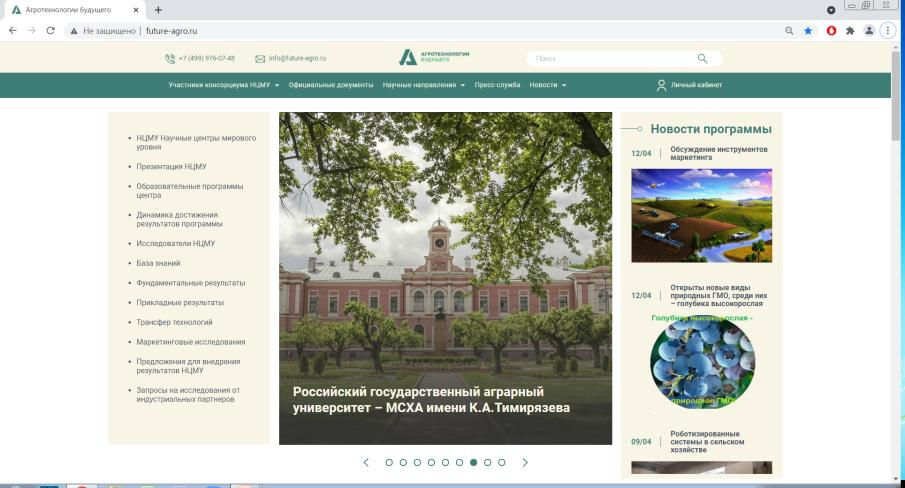 Агротехнологии будущего
Не защищено | future-agro.ru
+7 (499) 976-07-48
info@future-agro.ru
АГРОТЕХНОЛОГИИ
БУДУЩЕГО
Поиск
Участники консорциума НЦМУ
Официальные документы
Научные направления
Пресс-служба
Новости
Личный кабинет
• НЦМУ Научные центры мирового
уровня
• Презентация НЦМУ
• Образовательные программы
центра
• Динамика достижения
результатов программы
• Исследователи НЦМУ
• База знаний
• Фундаментальные результаты
• Прикладные результаты
• Трансфер технологий
• Маркетинговые исследования
• Предложения для внедрения
результатов НЦМУ
• Запросы на исследования от
индустриальных партнеров
Российский государственный аграрный
университет – МСХА имени К.А.Тимирязева
Новости программы
12/04
Обсуждение инструментов
маркетинга
12/04
Открыты новые виды
природных ГМО, среди них
– голубика высокорослая
Голубика высокорослая -
природное ГМО
09/04
Роботизированные
системы в сельском
хозяйстве